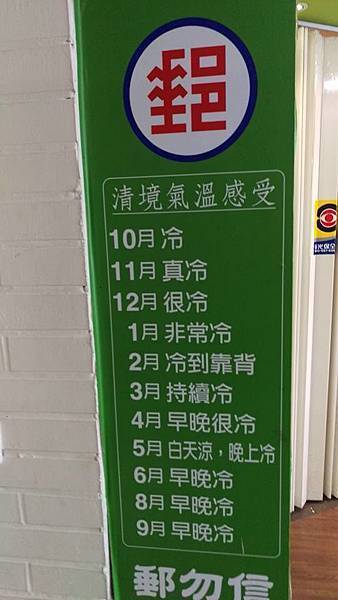 郵
清境氣溫感受
10月 冷
11月 真冷
12月 很冷
1月 非常冷
2月 冷到靠背
3月 持續冷
4月 早晚很冷
5月 白天涼，晚上冷
6月 早晚冷
8月 早晚冷
9月 早晚冷
郵勿信